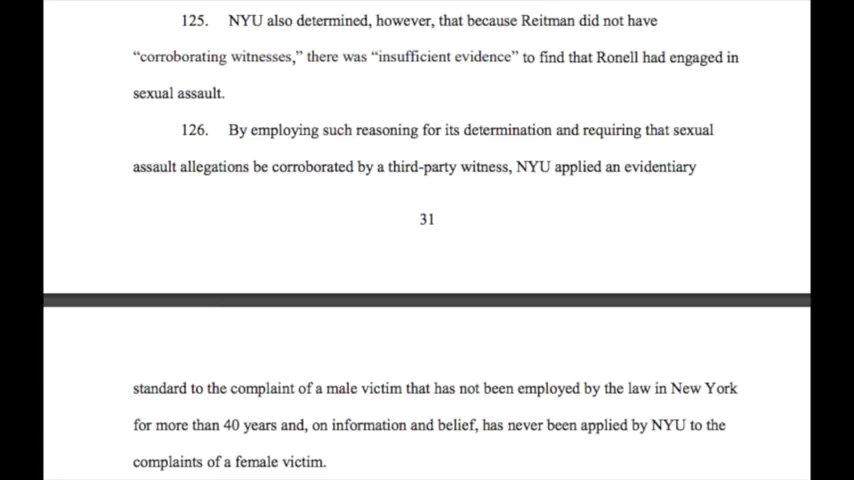 125. NYU also determined, however, that because Reitman did not have
“corroborating witnesses,” there was “insufficient evidence” to find that Ronell had engaged in
sexual assault.
126. By employing such reasoning for its determination and requiring that sexual
assault allegations be corroborated by a third-party witness, NYU applied an evidentiary
31
standard to the complaint of a male victim that has not been employed by the law in New York
for more than 40 years and, on information and belief, has never been applied by NYU to the
complaints of a female victim.